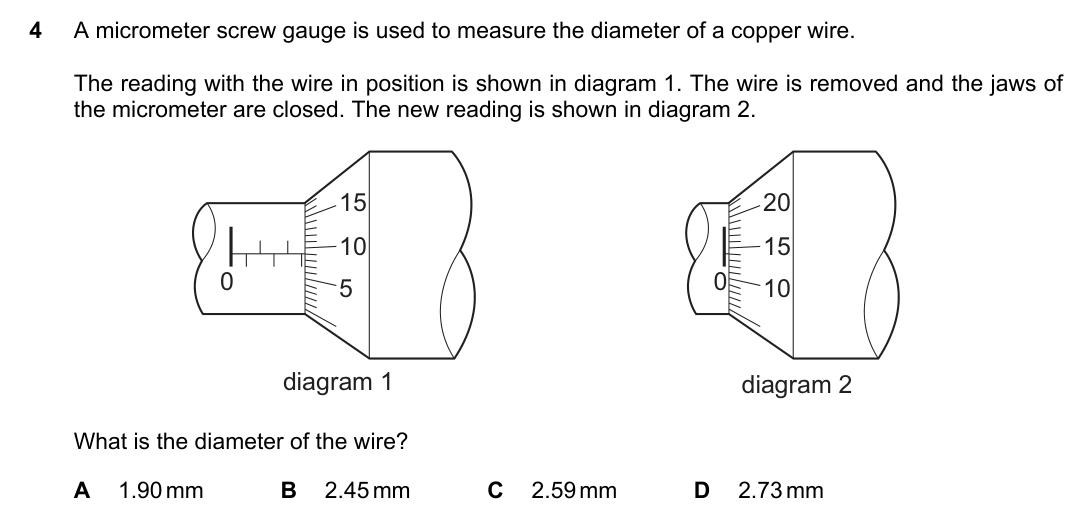 4 A micrometer screw gauge is used to measure the diameter of a copper wire.
The reading with the wire in position is shown in diagram 1. The wire is removed and the jaws of
the micrometer are closed. The new reading is shown in diagram 2.
15
10
5
0
diagram 1
20
15
10
0
diagram 2
What is the diameter of the wire?
A 1.90 mm B 2.45 mm C 2.59 mm D 2.73 mm